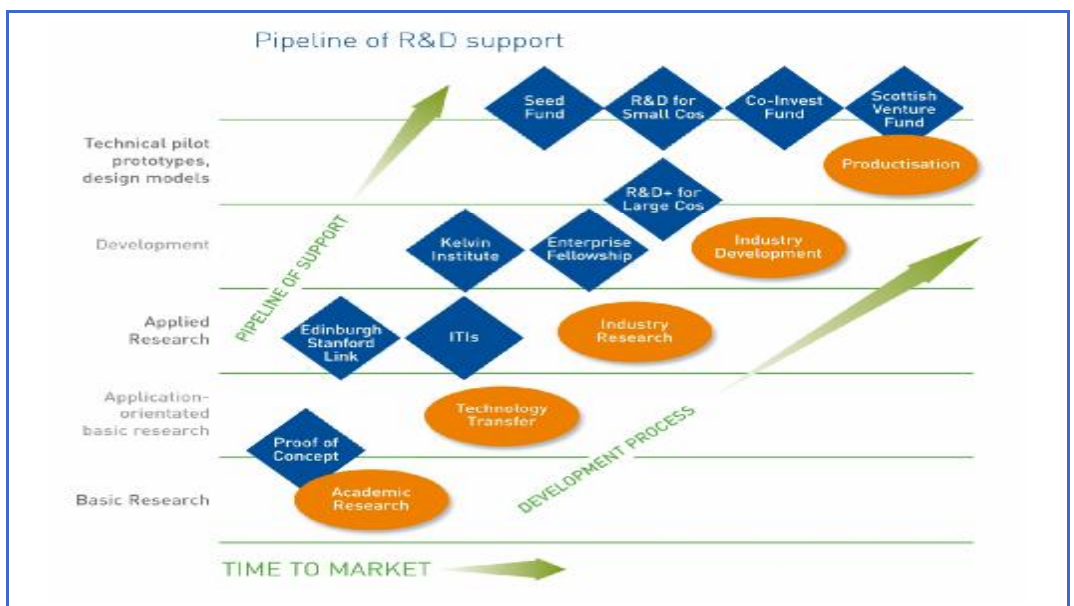 Pipeline of R&D support
Seed
Fund
R&D for
Small Cos
Co-Invest
Fund
Scottish
Venture
Fund
Technical pilot
prototypes,
design models
Productisation
R&D+ for
Large Cos
Development
Kelvin
Institute
Enterprise
Fellowship
Industry
Development
PIPELINE OF SUPPORT
Applied
Research
Edinburgh
Stanford
Link
ITIs
Industry
Research
Application-
orientated
basic research
Technology
Transfer
Proof of
Concept
DEVELOPMENT PROCESS
Basic Research
Academic
Research
TIME TO MARKET